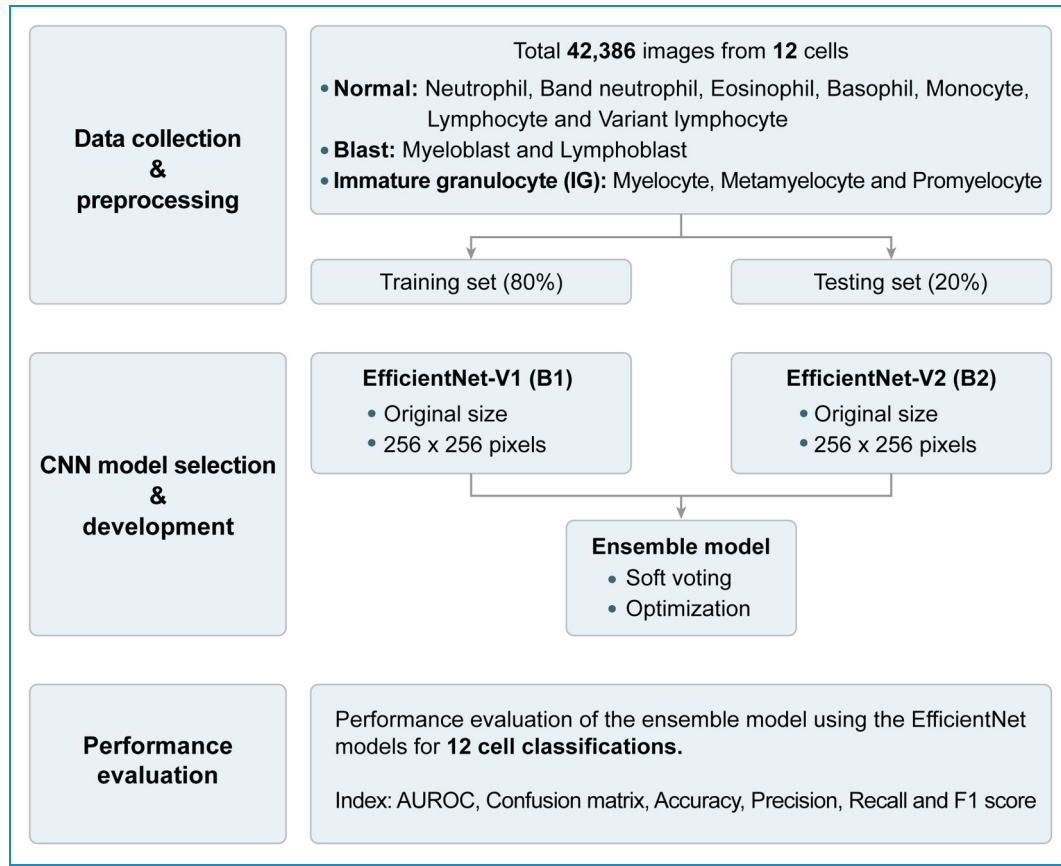 Data collection
&
preprocessing
Total 42,386 images from 12 cells
• Normal: Neutrophil, Band neutrophil, Eosinophil, Basophil, Monocyte,
Lymphocyte and Variant lymphocyte
• Blast: Myeloblast and Lymphoblast
• Immature granulocyte (IG): Myelocyte, Metamyelocyte and Promyelocyte
Training set (80%)
Testing set (20%)
CNN model selection
&
development
EfficientNet-V1 (B1)
• Original size
• 256 x 256 pixels
EfficientNet-V2 (B2)
• Original size
• 256 x 256 pixels
Ensemble model
• Soft voting
• Optimization
Performance
evaluation
Performance evaluation of the ensemble model using the EfficientNet
models for 12 cell classifications.
Index: AUROC, Confusion matrix, Accuracy, Precision, Recall and F1 score